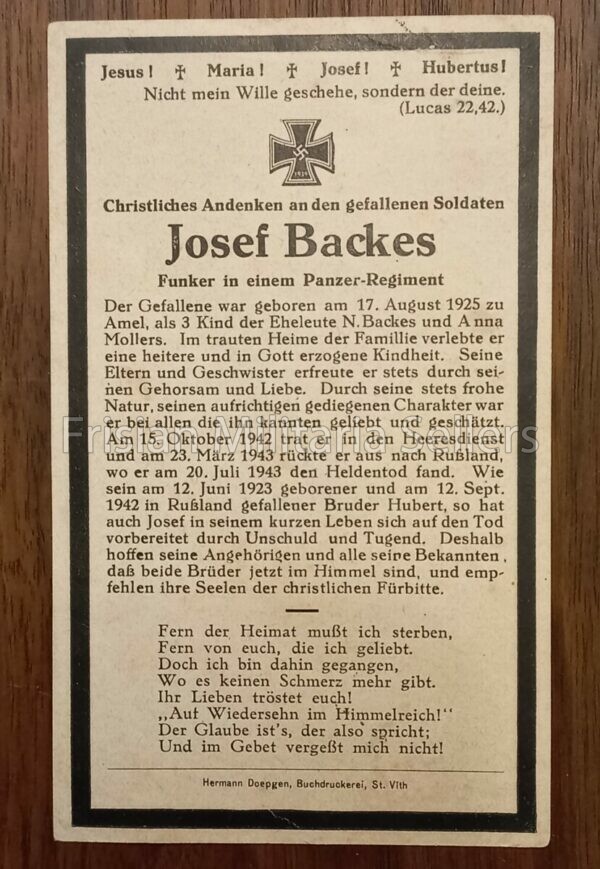 Jesus! ✝ Maria! ✝ Josef! ✝ Hubertus!
Nicht mein Wille geschehe, sondern der deine.
(Lucas 22,42.)
1939
Christliches Andenken an den gefallenen Soldaten
Josef Backes
Funker in einem Panzer-Regiment
Der Gefallene war geboren am 17. August 1925 zu
Amel, als 3 Kind der Eheleute N. Backes und Anna
Mollers. Im trauten Heime der Famillie verlebte er
eine heitere und in Gott erzogene Kindheit. Seine
Eltern und Geschwister erfreute er stets durch sei-
nen Gehorsam und Liebe. Durch seine stets frohe
Natur, seinen aufrichtigen gediegenen Charakter war
er bei allen die ihn kannten geliebt und geschätzt.
Frisian Militaria Sellers
Am 15. Oktober 1942 trat er in den Heeresdienst
und am 23. März 1943 rückte er aus nach Rußland,
wo er am 20. Juli 1943 den Heldentod fand. Wie
sein am 12. Juni 1923 geborener und am 12. Sept.
1942 in Rußland gefallener Bruder Hubert, so hat
auch Josef in seinem kurzen Leben sich auf den Tod
vorbereitet durch Unschuld und Tugend. Deshalb
hoffen seine Angehörigen und alle seine Bekannten,
daß beide Brüder jetzt im Himmel sind, und emp-
fehlen ihre Seelen der christlichen Fürbitte.
Fern der Heimat mußt ich sterben,
Fern von euch, die ich geliebt.
Doch ich bin dahin gegangen,
Wo es keinen Schmerz mehr gibt.
Ihr Lieben tröstet euch!
„Auf Wiedersehn im Himmelreich!"
Der Glaube ist's, der also spricht;
Und im Gebet vergeßt mich nicht!
Hermann Doepgen, Buchdruckerei, St. Vith